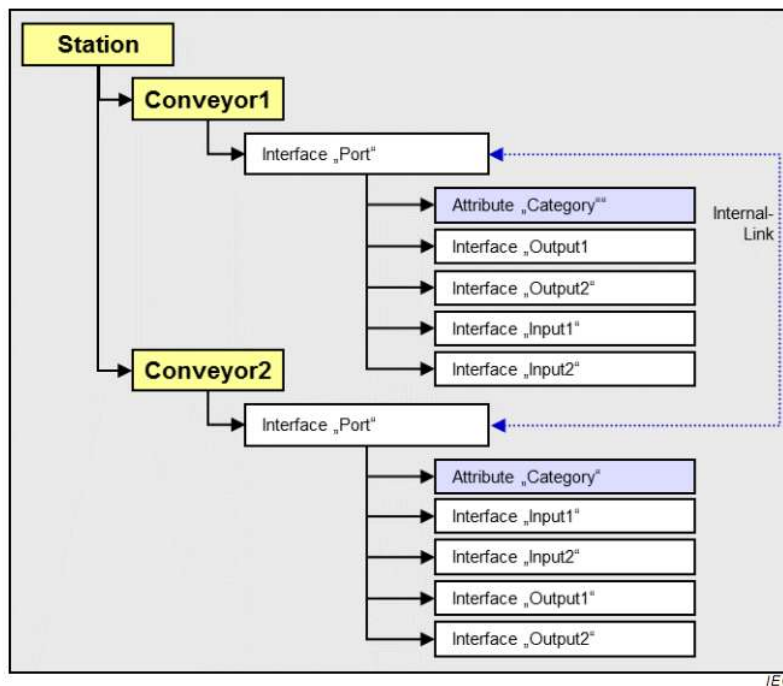 Station
Conveyor1
Interface „Port“
Attribute „Category““
Interface „Output1
Internal-
Link
Interface „Output2“
Interface „Input1“
Interface „Input2“
Conveyor2
Interface „Port“
Attribute „Category“
Interface „Input1“
Interface „Input2“
Interface „Output1“
Interface „Output2“